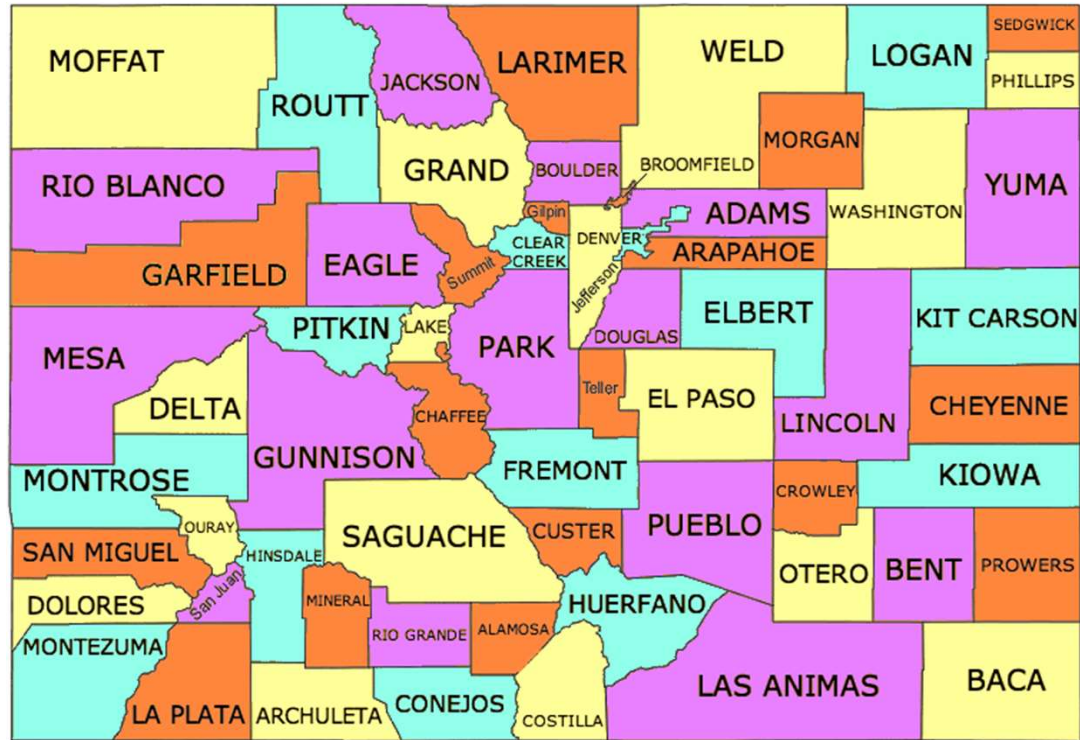 MOFFAT
ROUTT
JACKSON
LARIMER
WELD
LOGAN
SEDGWICK
PHILLIPS
RIO BLANCO
GRAND
BOULDER
BROOMFIELD
MORGAN
WASHINGTON
YUMA
GARFIELD
EAGLE
Summit
Gilpin
CLEAR
CREEK
DENVER
Jefferson
ADAMS
ARAPAHOE
MESA
PITKIN
LAKE
PARK
DOUGLAS
ELBERT
KIT CARSON
DELTA
GUNNISON
CHAFFEE
Teller
EL PASO
LINCOLN
CHEYENNE
MONTROSE
FREMONT
KIOWA
OURAY
SAGUACHE
CUSTER
PUEBLO
CROWLEY
SAN MIGUEL
HINSDALE
OTERO
BENT
PROWERS
DOLORES
San Juan
MINERAL
RIO GRANDE
ALAMOSA
HUERFANO
MONTEZUMA
LA PLATA
ARCHULETA
CONEJOS
COSTILLA
LAS ANIMAS
BACA